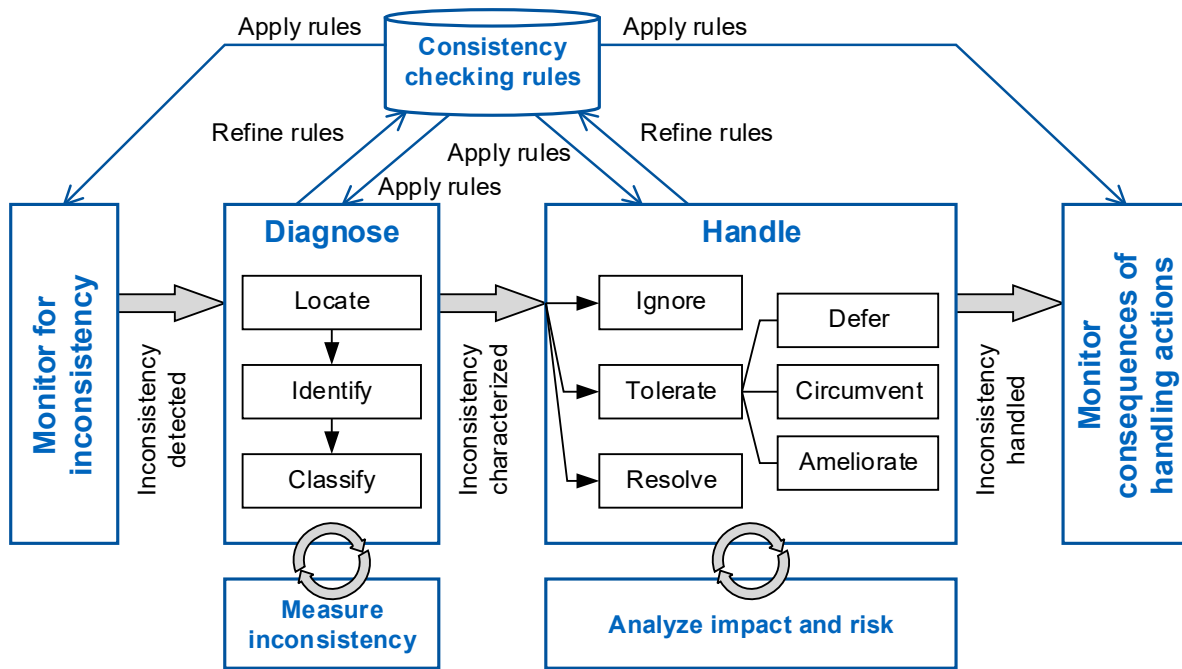 Apply rules
Consistency
checking rules
Apply rules
Refine rules
Apply rules
Apply rules
Refine rules
Monitor for
inconsistency
Inconsistency
detected
Diagnose
Locate
Identify
Classify
Inconsistency
characterized
Handle
Ignore
Tolerate
Resolve
Defer
Circumvent
Ameliorate
Inconsistency
handled
Monitor
consequences of
handling actions
Measure
inconsistency
Analyze impact and risk